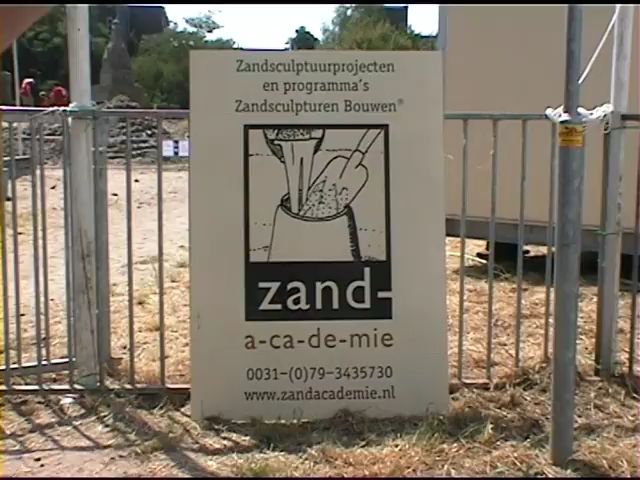 Zandsculptuurprojecten
en programma's
Zandsculpturen Bouwen®
zand-
a-ca-de-mie
0031-(0)79-3435730
www.zandacademie.nl